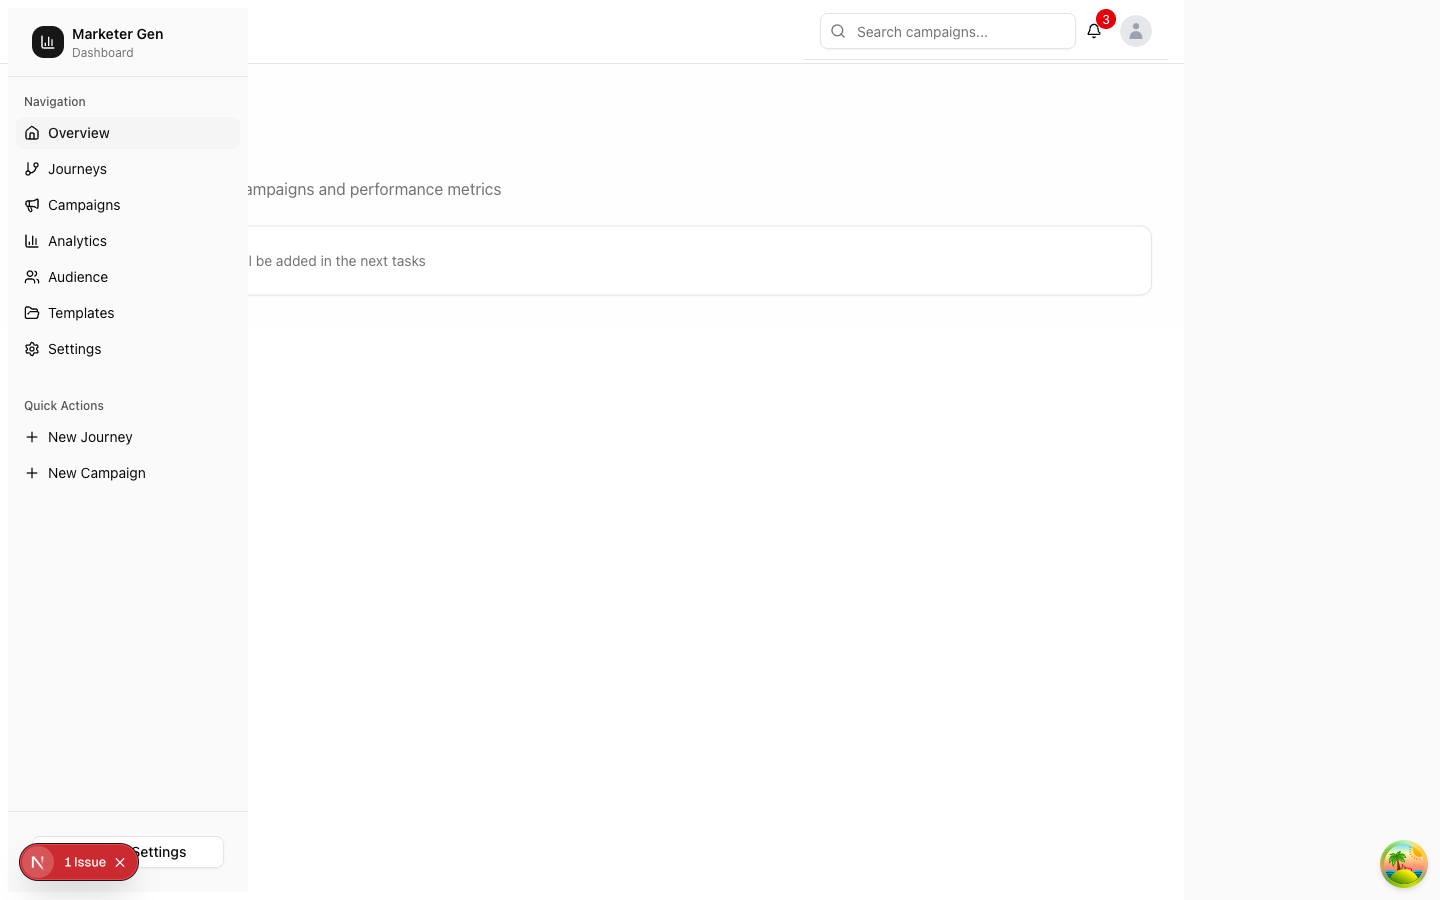 Marketer Gen
Dashboard
Search campaigns...
3
Navigation
Overview
Journeys
Campaigns
Analytics
Audience
Templates
Settings
Quick Actions
New Journey
New Campaign
ampaigns and performance metrics
l be added in the next tasks
Settings
N 1 Issue